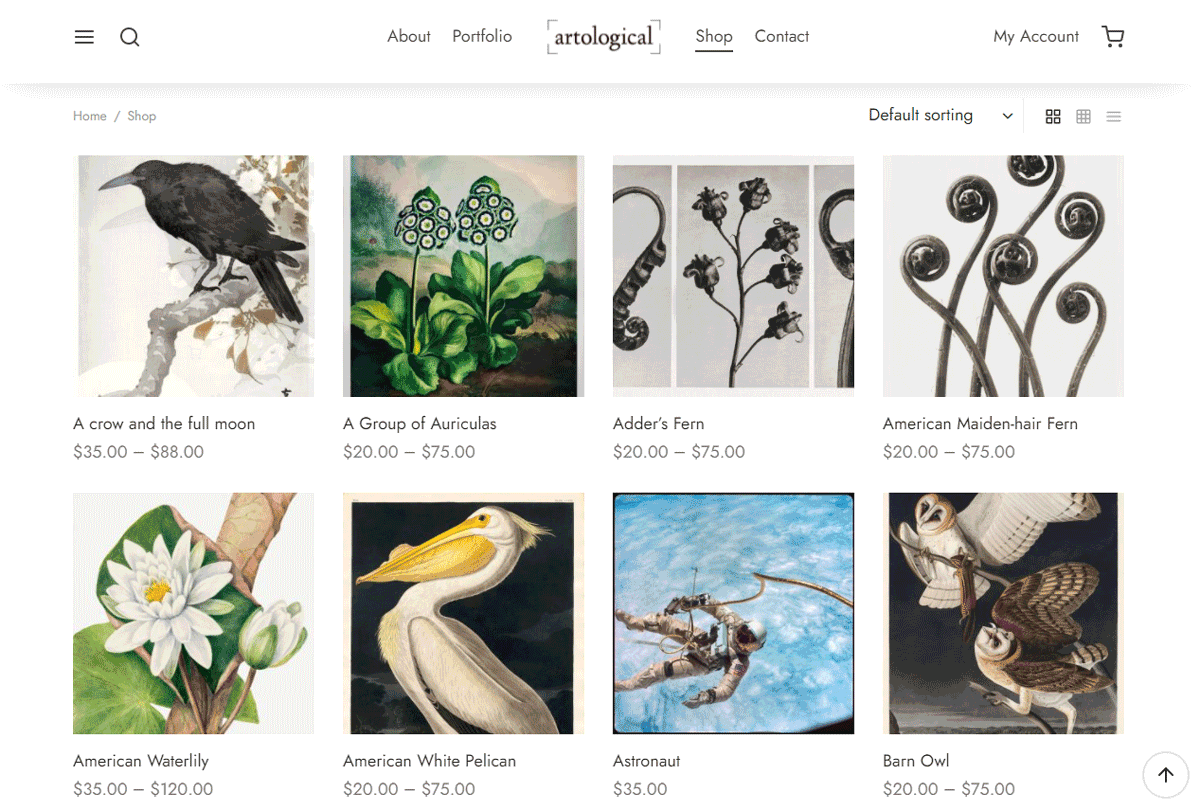 About
Portfolio
artological
Shop
Contact
My Account
Home / Shop
Default sorting
A crow and the full moon
$35.00 – $88.00
A Group of Auriculas
$20.00 – $75.00
Adder’s Fern
$20.00 – $75.00
American Maiden-hair Fern
$20.00 – $75.00
American Waterlily
$35.00 – $120.00
American White Pelican
$20.00 – $75.00
Astronaut
$35.00
Barn Owl
$20.00 – $75.00